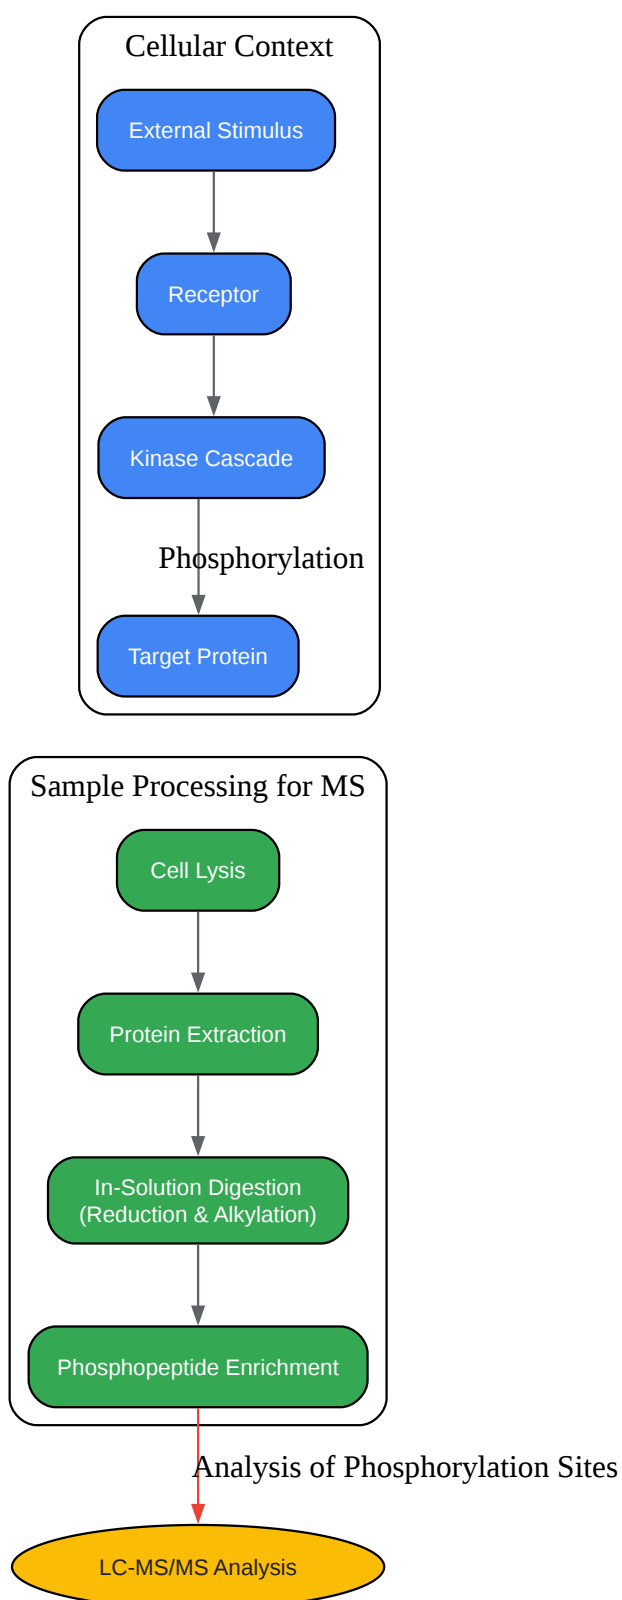 Cellular Context
External Stimulus
Receptor
Kinase Cascade
Phosphorylation
Target Protein
Sample Processing for MS
Cell Lysis
Protein Extraction
In-Solution Digestion
(Reduction & Alkylation)
Phosphopeptide Enrichment
Analysis of Phosphorylation Sites
LC-MS/MS Analysis